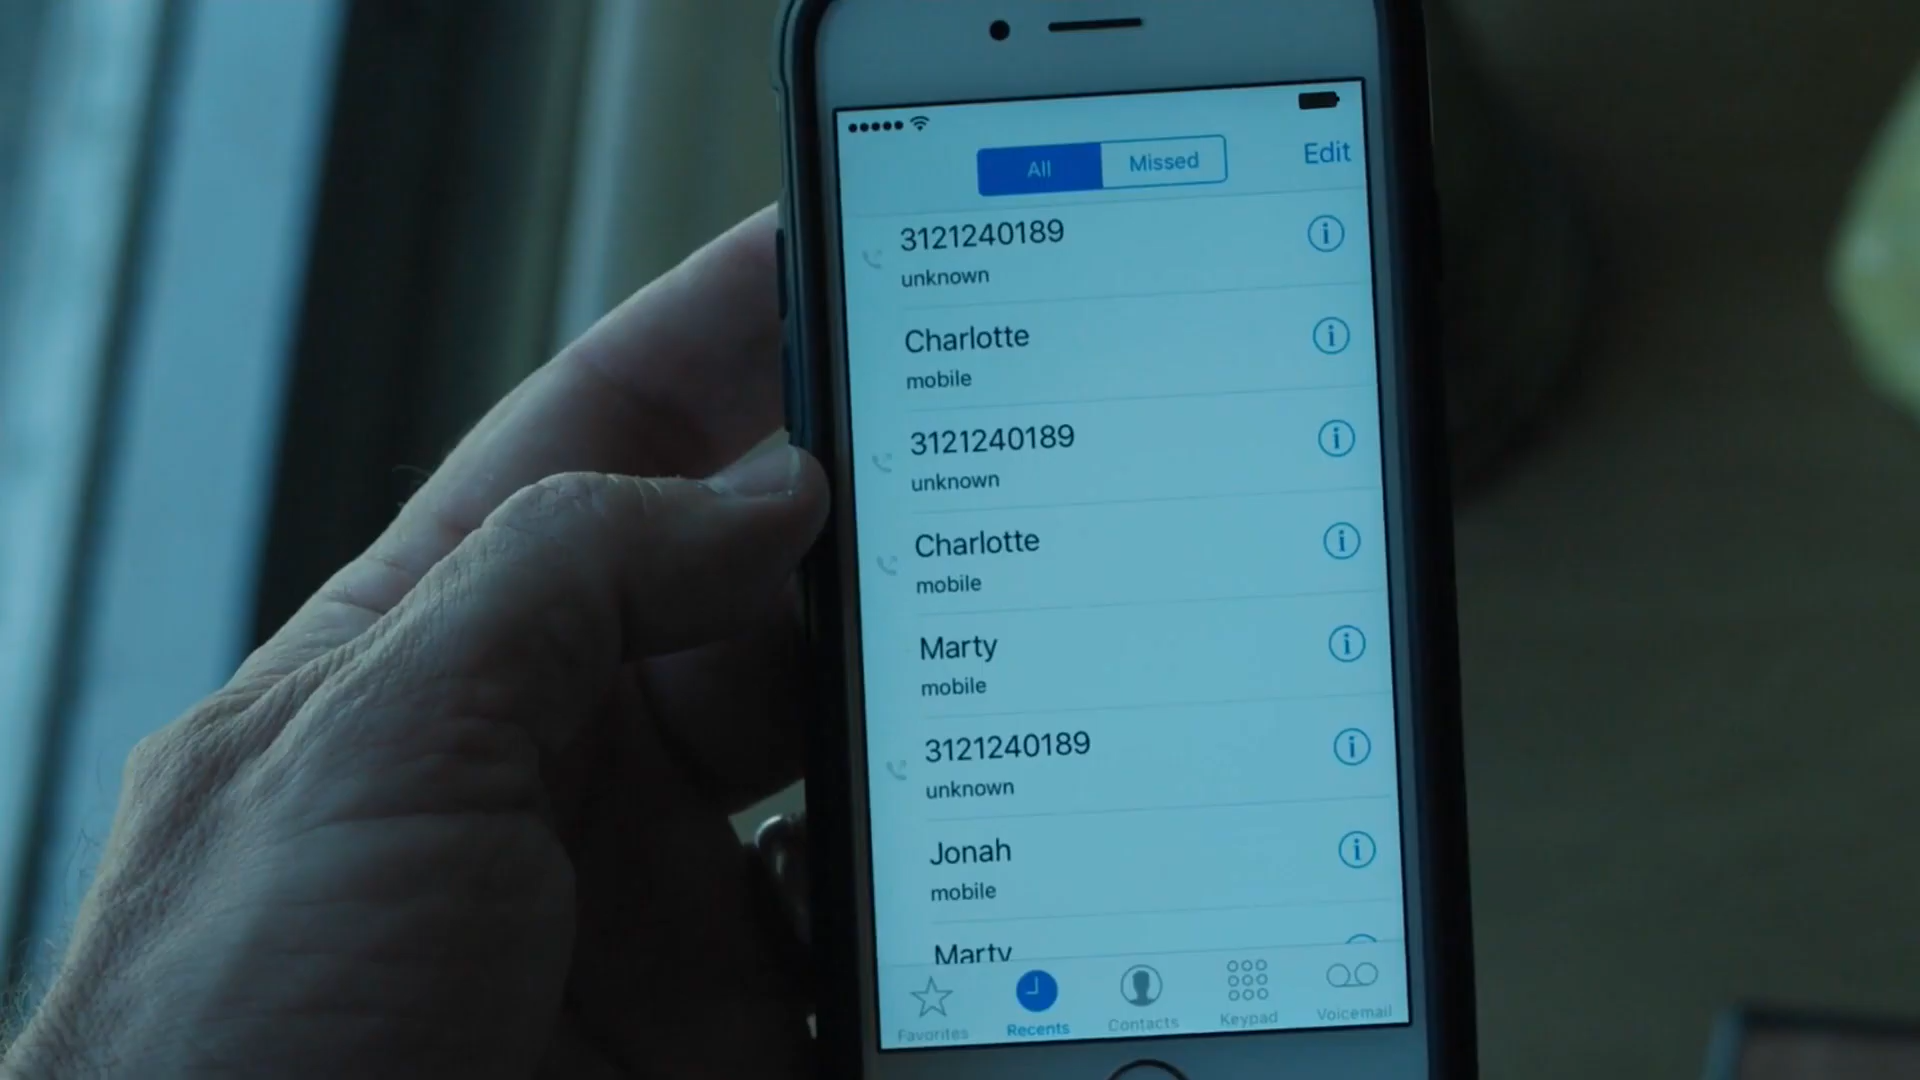 All Missed Edit
3121240189
unknown
Charlotte
mobile
3121240189
unknown
Charlotte
mobile
Marty
mobile
3121240189
unknown
Jonah
mobile
Marty
Favorites Recents Contacts Keypad Voicemail